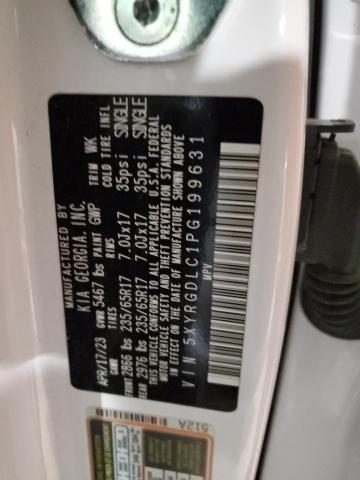 MANUFACTURED BY
KIA GEORGIA, INC.
APR/17/23 GVWR 5467 lbs PAINT GWP TRIM WK
GAWR TIRES RIMS COLD TIRE INFL
FRONT 2866 lbs 235/65R17 7.0JX17 35psi SINGLE
REAR 2976 lbs 235/65R17 7.0JX17 35psi SINGLE
THIS VEHICLE CONFORMS TO ALL APPLICABLE U.S.A FEDERAL
MOTOR VEHICLE SAFETY AND THEFT PREVENTION STANDARDS
IN EFFECT ON THE DATE OF MANUFACTURE SHOWN ABOVE
VIN 5XYRGDLC1PG199631
MPV
512A